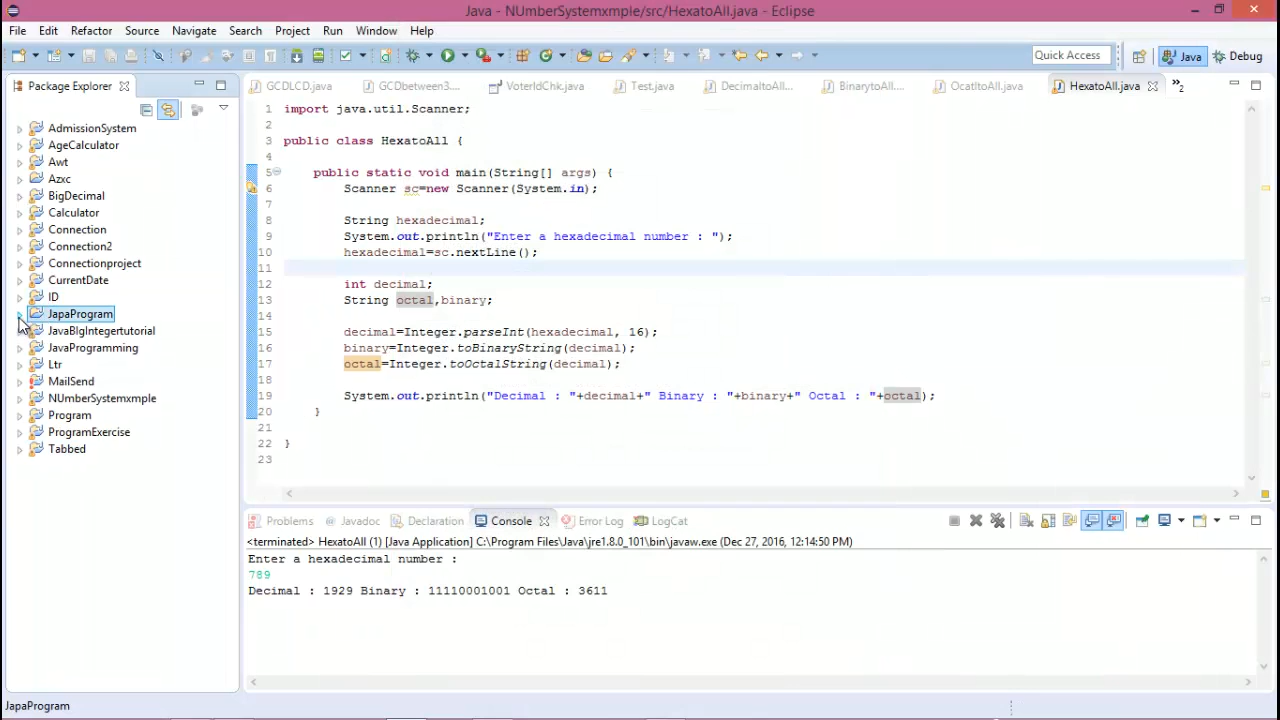 Java - NUmberSystemxmple/src/HexatoAll.java - Eclipse
File Edit Refactor Source Navigate Search Project Run Window Help
Quick Access Java Debug
Package Explorer
AdmissionSystem
AgeCalculator
Awt
Azxc
BigDecimal
Calculator
Connection
Connection2
Connectionproject
CurrentDate
ID
JapaProgram
JavaBIgIntegertutorial
JavaProgramming
Ltr
MailSend
NUmberSystemxmple
Program
ProgramExercise
Tabbed
GCDLCD.java GCDbetween3.... VoterIdChk.java Test.java DecimaltoAll... BinarytoAll.... OcatItoAll.java HexatoAll.java »2
1 import java.util.Scanner;
2
3 public class HexatoAll {
4
5 public static void main(String[] args) {
6 Scanner sc=new Scanner(System.in);
7
8 String hexadecimal;
9 System.out.println("Enter a hexadecimal number : ");
10 hexadecimal=sc.nextLine();
11
12 int decimal;
13 String octal,binary;
14
15 decimal=Integer.parseInt(hexadecimal, 16);
16 binary=Integer.toBinaryString(decimal);
17 octal=Integer.toOctalString(decimal);
18
19 System.out.println("Decimal : "+decimal+" Binary : "+binary+" Octal : "+octal);
20 }
21
22 }
23
Problems @ Javadoc Declaration Console Error Log LogCat
<terminated> HexatoAll (1) [Java Application] C:\Program Files\Java\jre1.8.0_101\bin\javaw.exe (Dec 27, 2016, 12:14:50 PM)
Enter a hexadecimal number :
789
Decimal : 1929 Binary : 11110001001 Octal : 3611
JapaProgram